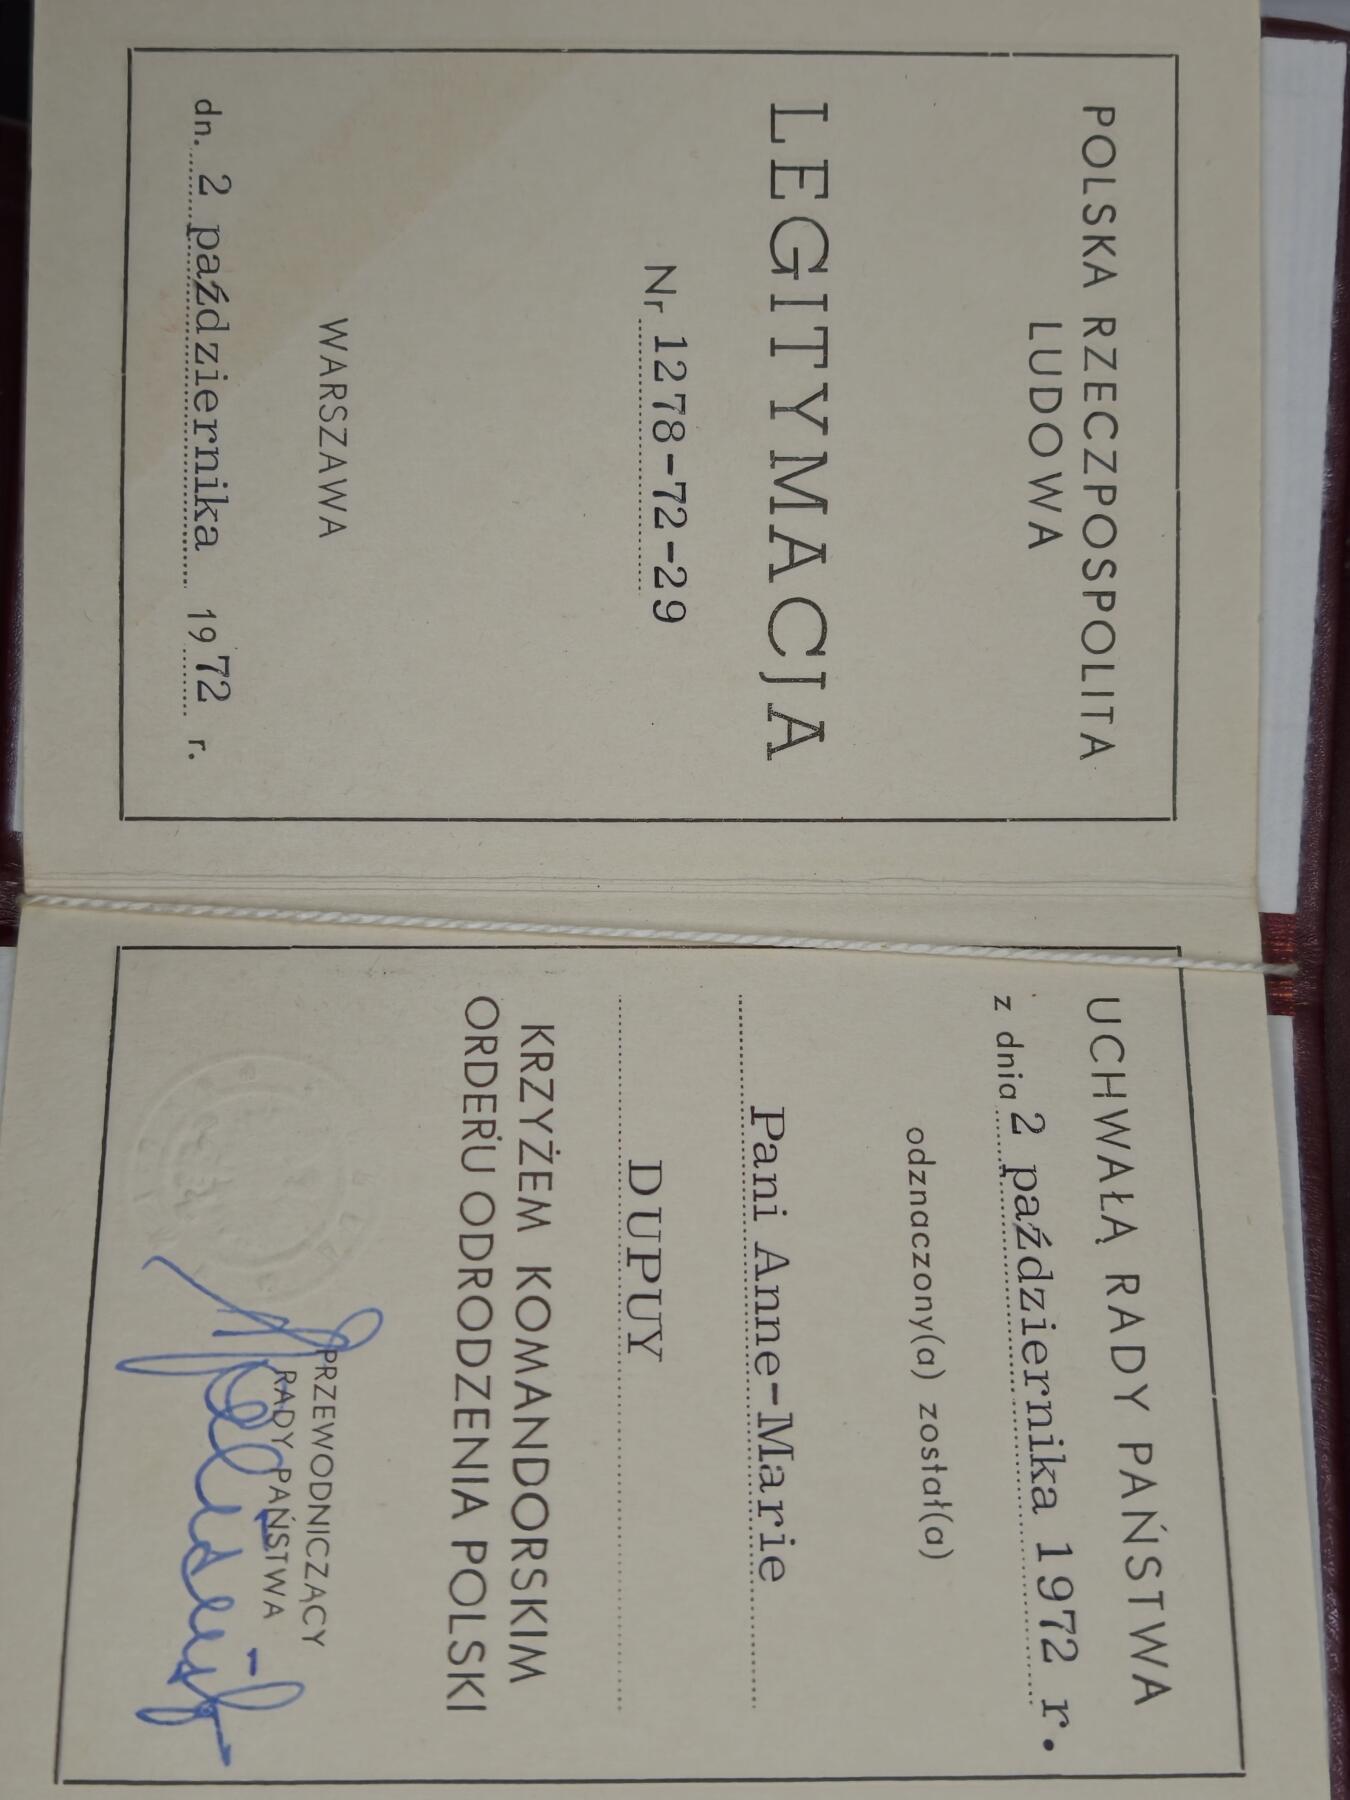 POLSKA RZECZPOSPOLITA
LUDOWA
LEGITYMACJA
Nr 1278-72-29
WARSZAWA
dn. 2 października 1972 r.
UCHWAŁĄ RADY PAŃSTWA
z dnia 2 października 1972 r.
odznaczony(a) został(a)
Pani Anne-Marie
DUPUY
KRZYŻEM KOMANDORSKIM
ORDERU ODRODZENIA POLSKI
PRZEWODNICZĄCY
RADY PAŃSTWA